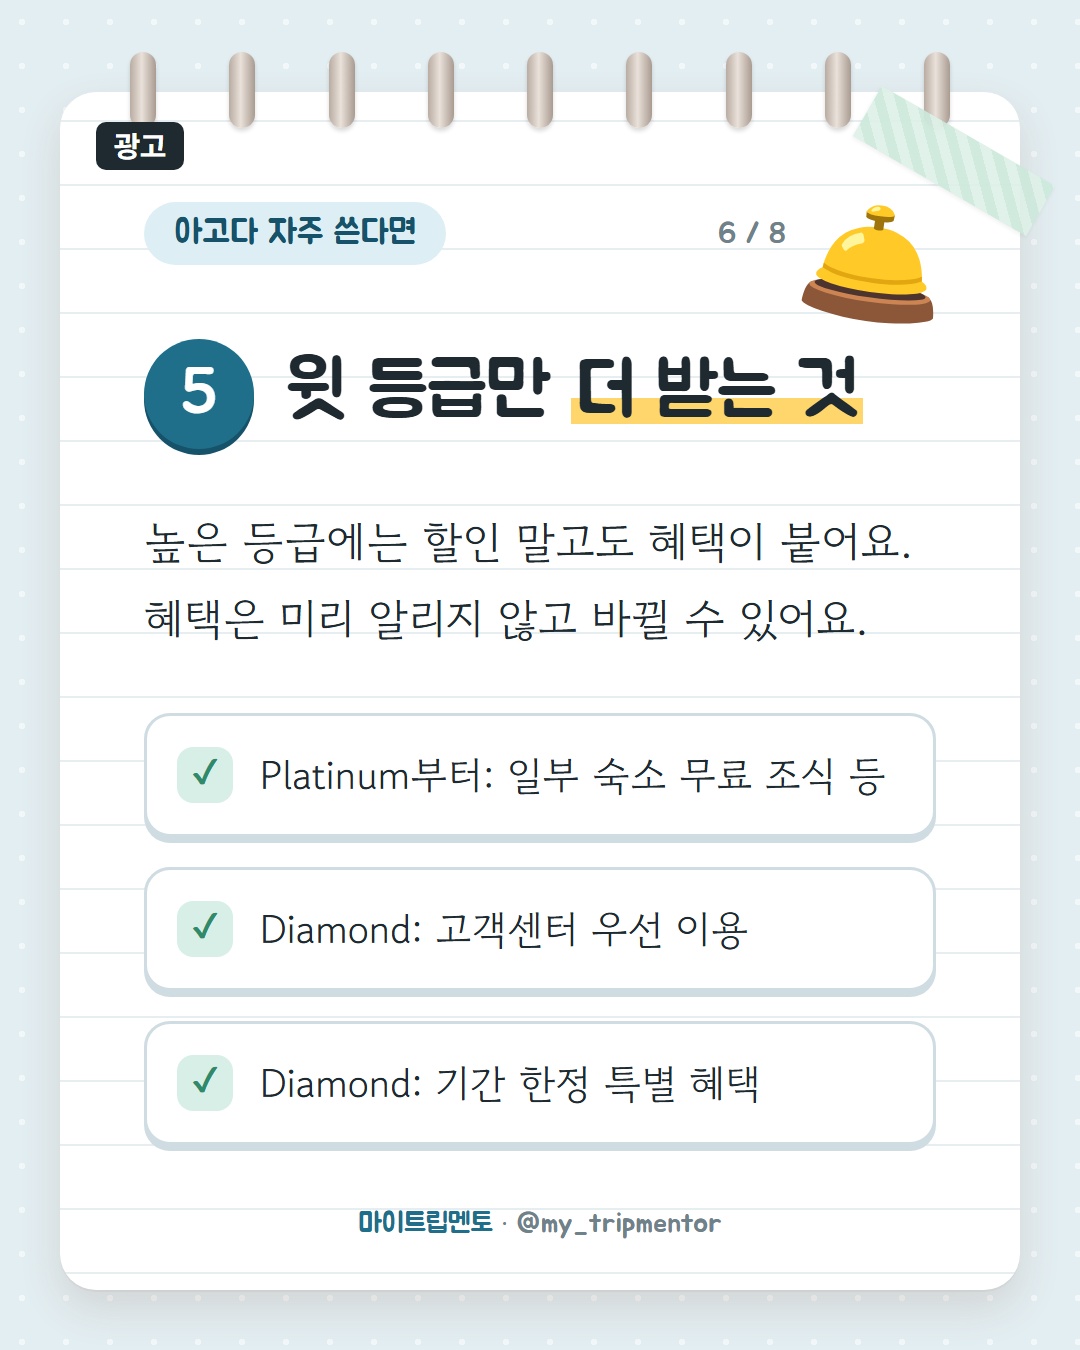 광고
아고다 자주 쓴다면
6 / 8
5
윗 등급만 더 받는 것
높은 등급에는 할인 말고도 혜택이 붙어요.
혜택은 미리 알리지 않고 바뀔 수 있어요.
✓ Platinum부터: 일부 숙소 무료 조식 등
✓ Diamond: 고객센터 우선 이용
✓ Diamond: 기간 한정 특별 혜택
마이트립멘토 · @my_tripmentor